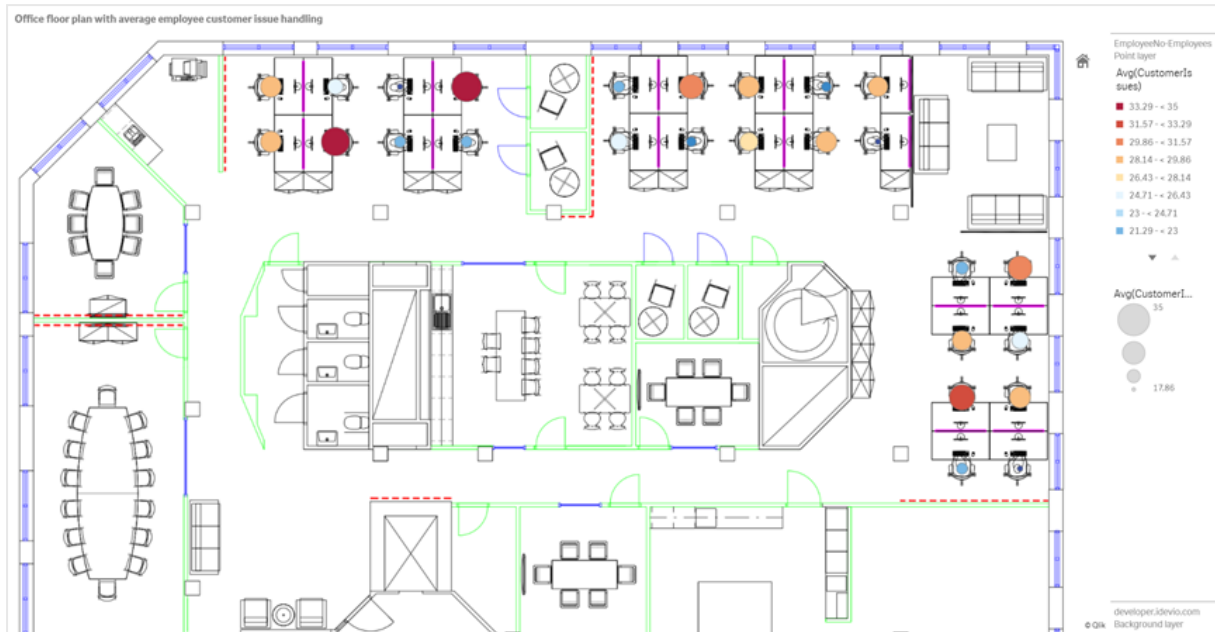 Office floor plan with average employee customer issue handling
EmployeeNo-Employees
Point layer
Avg(CustomerIs
sues)
33.29 - < 35
31.57 - < 33.29
29.86 - < 31.57
28.14 - < 29.86
26.43 - < 28.14
24.71 - < 26.43
23 - < 24.71
21.29 - < 23
Avg(CustomerI...
35
17.86
developer.idevio.com
© Qlik Background layer